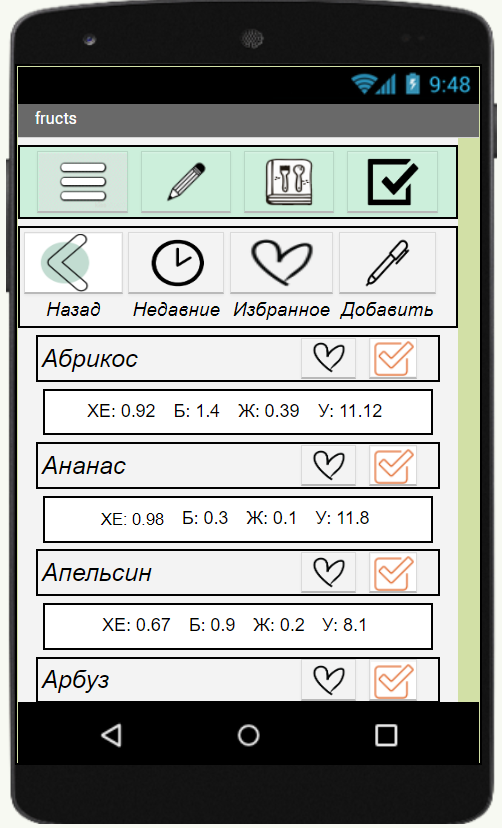 9:48
fructs
Назад Недавние Избранное Добавить
Абрикос
ХЕ: 0.92 Б: 1.4 Ж: 0.39 У: 11.12
Ананас
ХЕ: 0.98 Б: 0.3 Ж: 0.1 У: 11.8
Апельсин
ХЕ: 0.67 Б: 0.9 Ж: 0.2 У: 8.1
Арбуз